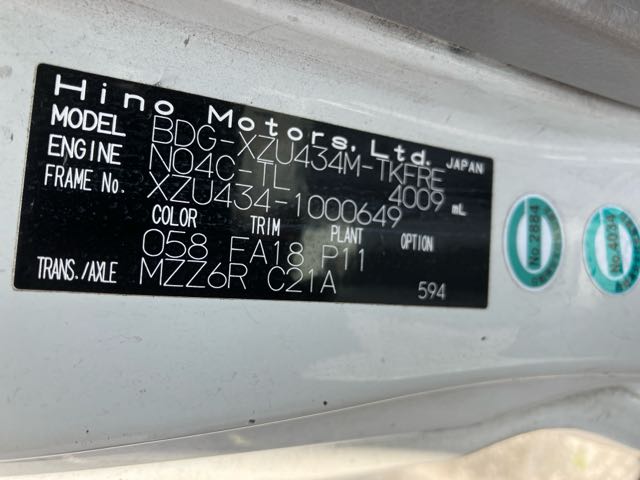 Hino Motors, Ltd. JAPAN
MODEL BDG-XZU434M-TKFRE
ENGINE N04C-TL 4009 mL
FRAME No. XZU434-1000649
COLOR TRIM PLANT OPTION
058 FA18 P11
TRANS./AXLE MZZ6R C21A 594
No.2884
No.4034